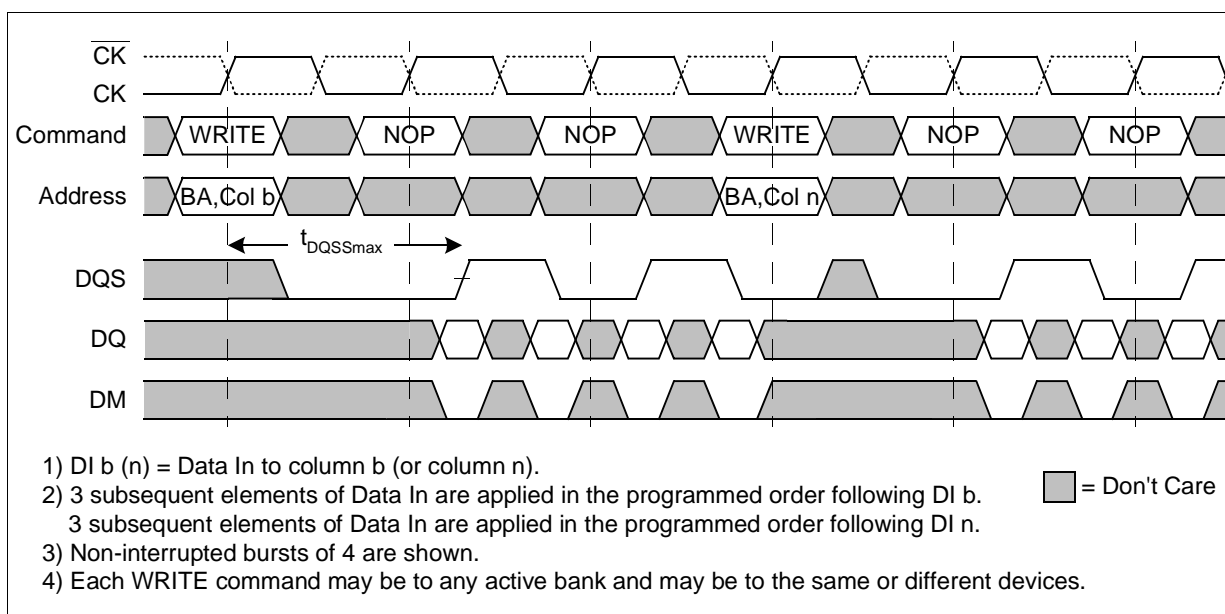 CK
CK
Command WRITE NOP NOP WRITE NOP NOP
Address BA,Col b BA,Col n
tDQSSmax
DQS
DQ
DM
1) DI b (n) = Data In to column b (or column n).
2) 3 subsequent elements of Data In are applied in the programmed order following DI b.
3 subsequent elements of Data In are applied in the programmed order following DI n.
3) Non-interrupted bursts of 4 are shown.
4) Each WRITE command may be to any active bank and may be to the same or different devices.
= Don't Care